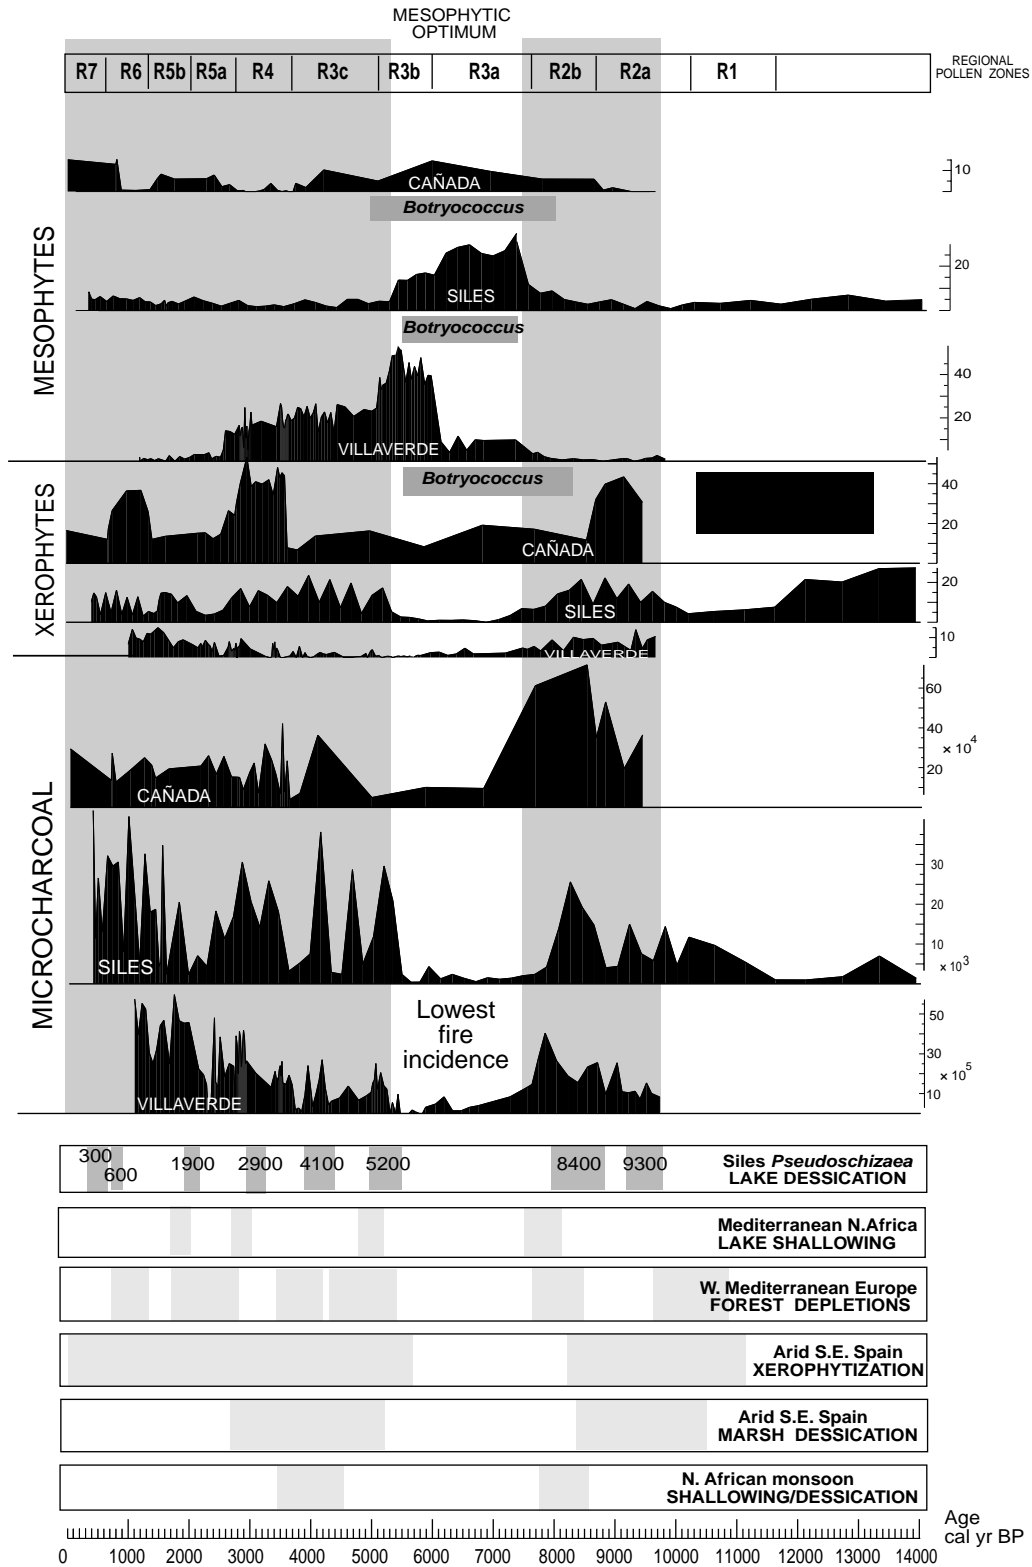 MESOPHYTIC
OPTIMUM
R7 R6 R5b R5a R4 R3c R3b R3a R2b R2a R1
REGIONAL
POLLEN ZONES
MESOPHYTES
CAÑADA
10
Botryococcus
SILES
20
Botryococcus
VILLAVERDE
40
20
XEROPHYTES
Botryococcus
CAÑADA
40
20
SILES
20
VILLAVERDE
10
MICROCHARCOAL
CAÑADA
60
40
× 10⁴
20
SILES
30
20
10
× 10³
Lowest
fire
incidence
VILLAVERDE
50
30
× 10⁵
10
300 600 1900 2900 4100 5200 8400 9300
Siles Pseudoschizaea
LAKE DESSICATION
Mediterranean N.Africa
LAKE SHALLOWING
W. Mediterranean Europe
FOREST DEPLETIONS
Arid S.E. Spain
XEROPHYTIZATION
Arid S.E. Spain
MARSH DESSICATION
N. African monsoon
SHALLOWING/DESSICATION
Age
cal yr BP
0 1000 2000 3000 4000 5000 6000 7000 8000 9000 10000 11000 12000 13000 14000